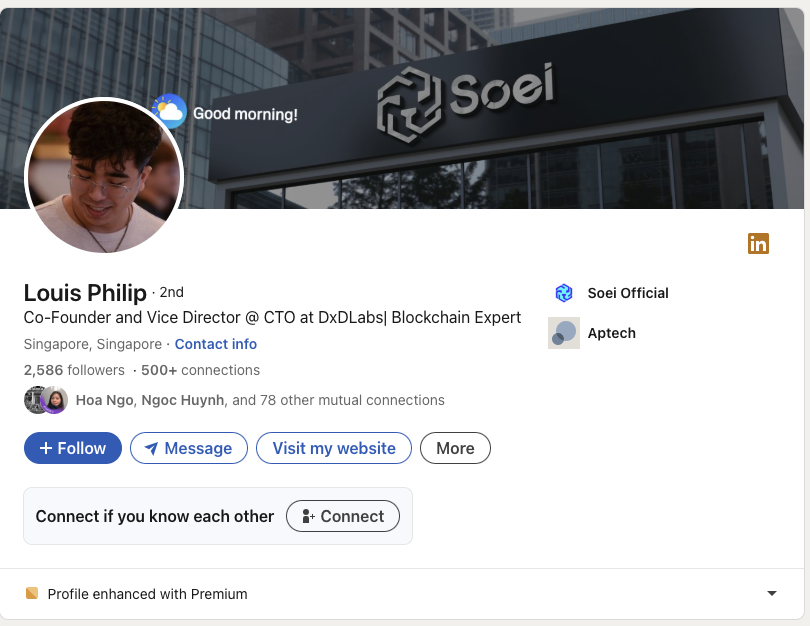 Soei
Good morning!
in
Louis Philip · 2nd
Co-Founder and Vice Director @ CTO at DxDLabs| Blockchain Expert
Singapore, Singapore · Contact info
2,586 followers · 500+ connections
Hoa Ngo, Ngoc Huynh, and 78 other mutual connections
Soei Official
Aptech
+ Follow
Message
Visit my website
More
Connect if you know each other
Connect
Profile enhanced with Premium